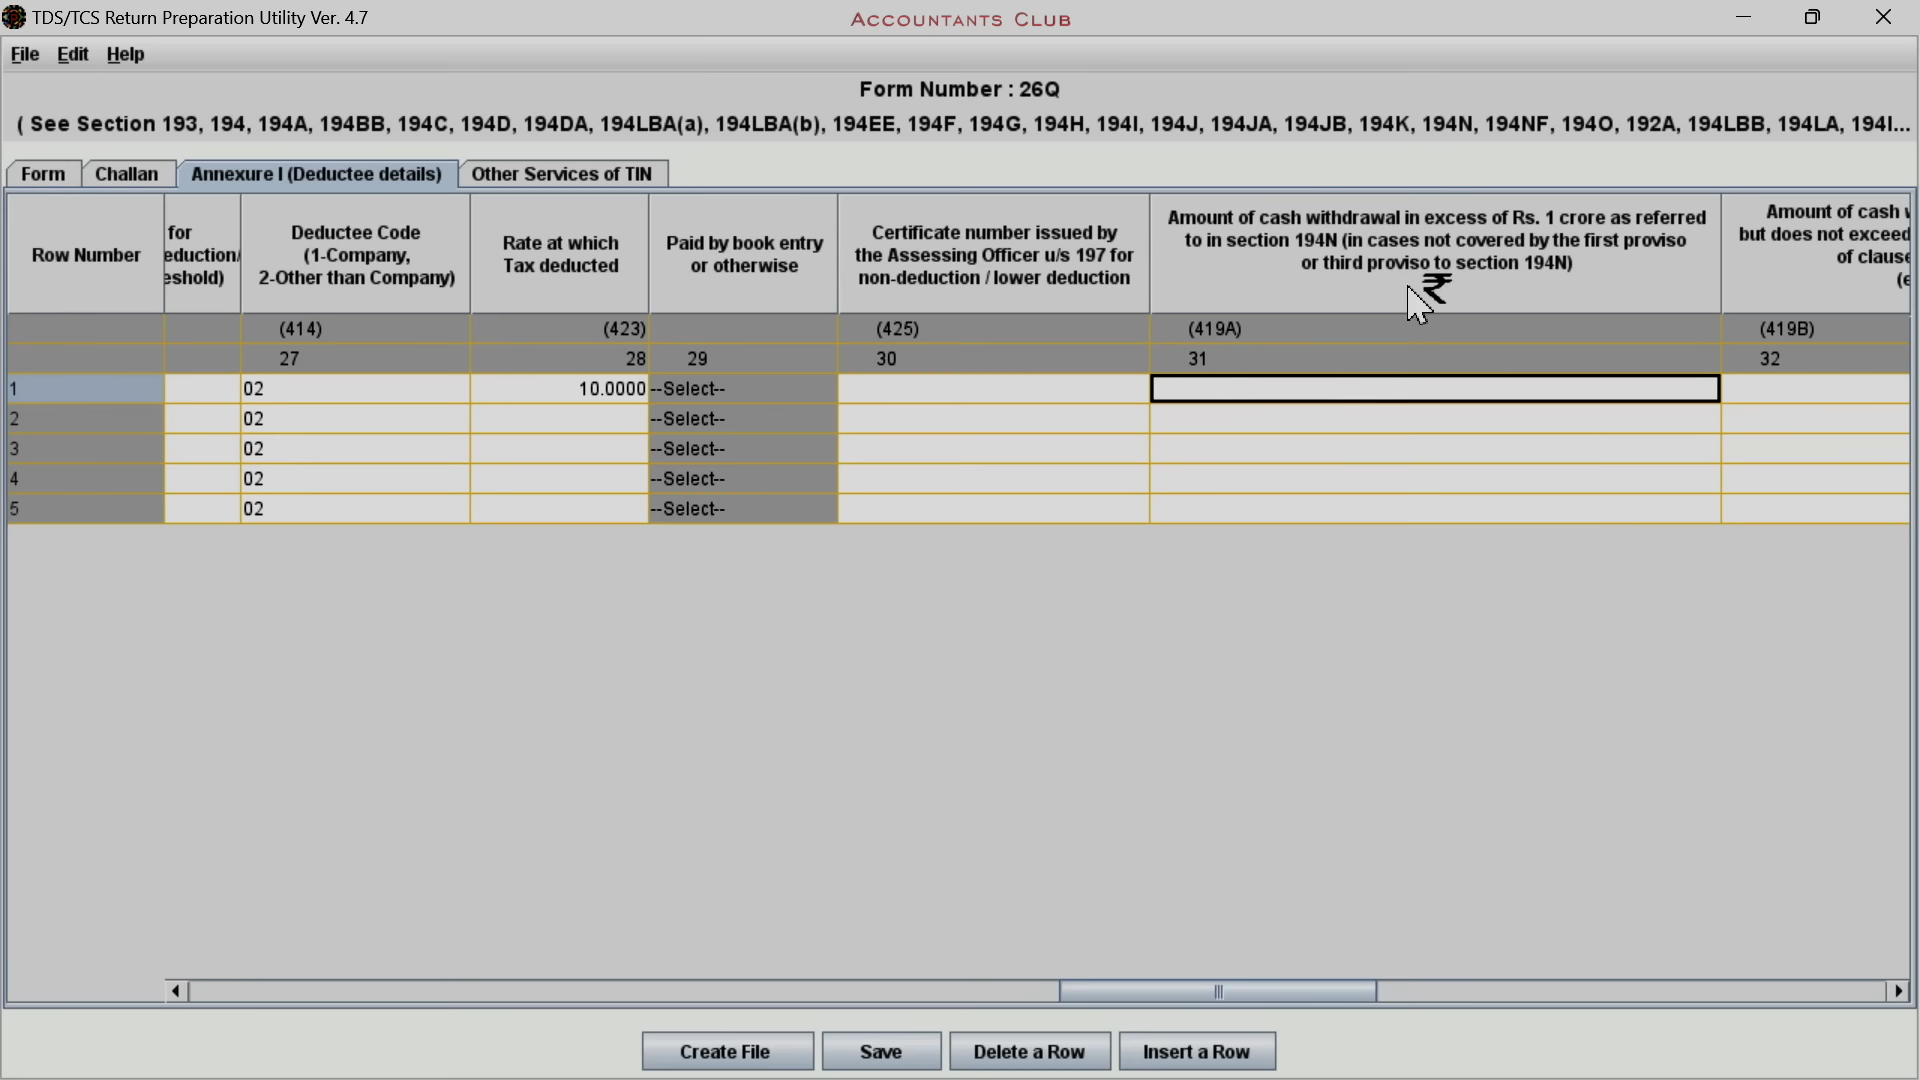 TDS/TCS Return Preparation Utility Ver. 4.7
Accountants Club
File Edit Help
Form Number : 26Q
( See Section 193, 194, 194A, 194BB, 194C, 194D, 194DA, 194LBA(a), 194LBA(b), 194EE, 194F, 194G, 194H, 194I, 194J, 194JA, 194JB, 194K, 194N, 194NF, 194O, 192A, 194LBB, 194LA, 194I...
Form Challan Annexure I (Deductee details) Other Services of TIN
Row Number
for
eduction/
eshold)
Deductee Code
(1-Company,
2-Other than Company)
Rate at which
Tax deducted
Paid by book entry
or otherwise
Certificate number issued by
the Assessing Officer u/s 197 for
non-deduction / lower deduction
Amount of cash withdrawal in excess of Rs. 1 crore as referred
to in section 194N (in cases not covered by the first proviso
or third proviso to section 194N)
₹
Amount of cash
but does not exceed
of clause
(414) (423) (425) (419A) (419B)
27 28 29 30 31 32
1 02 10.0000 --Select--
2 02 --Select--
3 02 --Select--
4 02 --Select--
5 02 --Select--
Create File Save Delete a Row Insert a Row